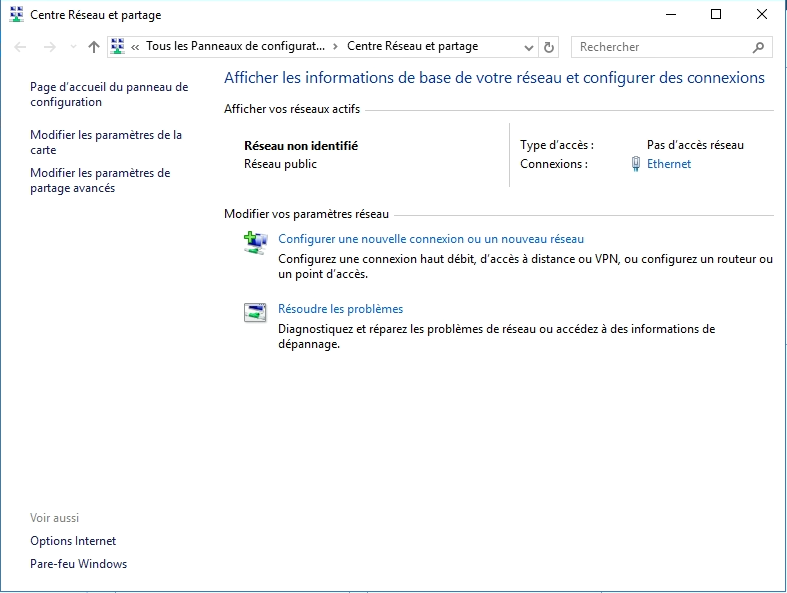 Centre Réseau et partage
« Tous les Panneaux de configurat... › Centre Réseau et partage
Rechercher
Page d'accueil du panneau de
configuration
Modifier les paramètres de la
carte
Modifier les paramètres de
partage avancés
Afficher les informations de base de votre réseau et configurer des connexions
Afficher vos réseaux actifs
Réseau non identifié
Réseau public
Type d'accès : Pas d'accès réseau
Connexions : Ethernet
Modifier vos paramètres réseau
Configurer une nouvelle connexion ou un nouveau réseau
Configurez une connexion haut débit, d'accès à distance ou VPN, ou configurez un routeur ou
un point d'accès.
Résoudre les problèmes
Diagnostiquez et réparez les problèmes de réseau ou accédez à des informations de
dépannage.
Voir aussi
Options Internet
Pare-feu Windows